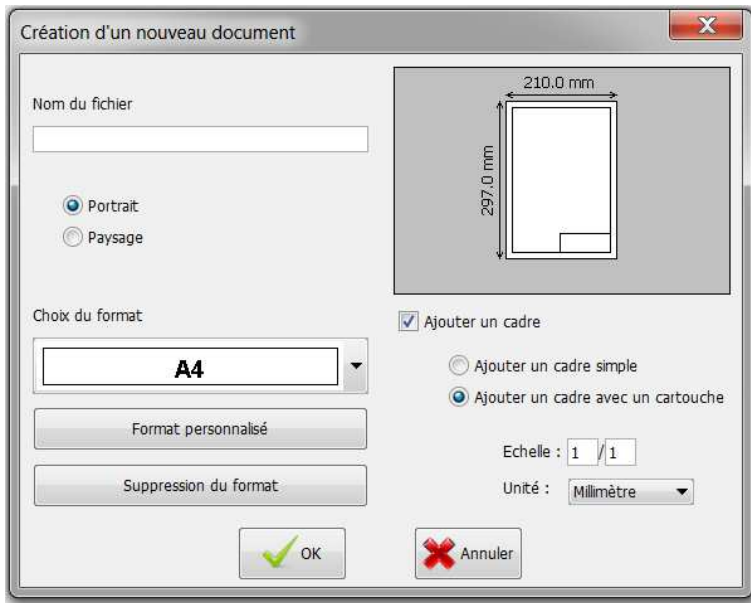 Création d'un nouveau document
Nom du fichier
Portrait
Paysage
Choix du format
A4
Format personnalisé
Suppression du format
210.0 mm
297.0 mm
Ajouter un cadre
Ajouter un cadre simple
Ajouter un cadre avec un cartouche
Echelle : 1 / 1
Unité : Millimètre
OK
Annuler